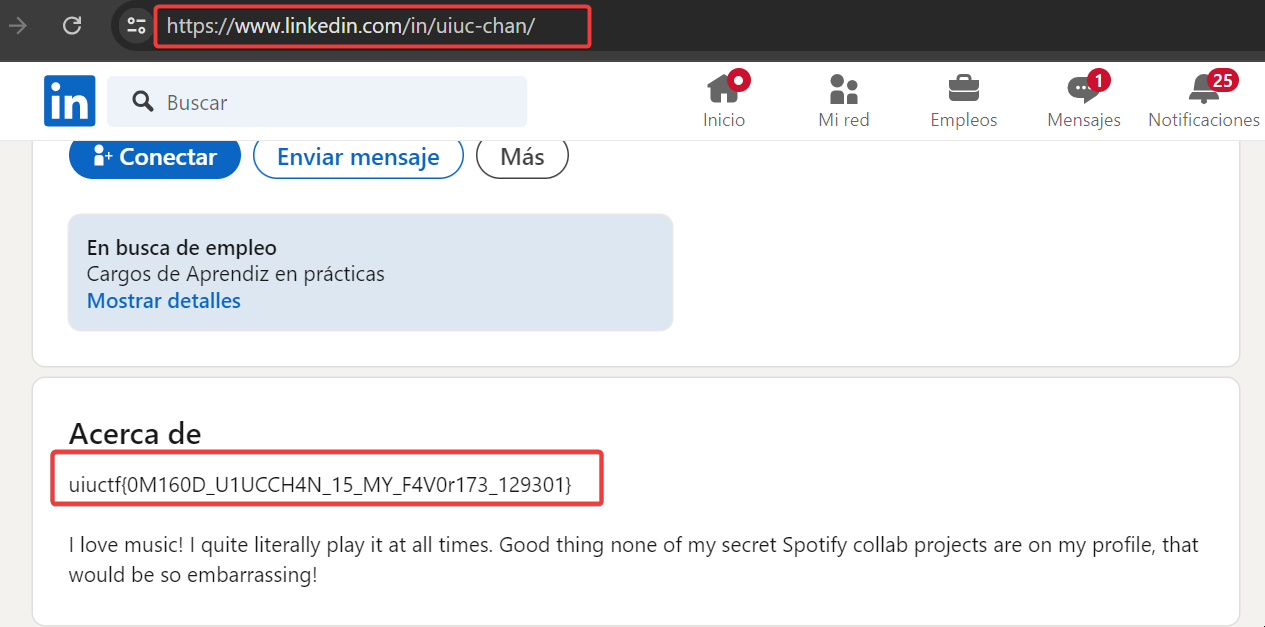 https://www.linkedin.com/in/uiuc-chan/
in
Buscar
Inicio
Mi red
Empleos
1
Mensajes
25
Notificaciones
Conectar
Enviar mensaje
Más
En busca de empleo
Cargos de Aprendiz en prácticas
Mostrar detalles
Acerca de
uiuctf{0M160D_U1UCCH4N_15_MY_F4V0r173_129301}
I love music! I quite literally play it at all times. Good thing none of my secret Spotify collab projects are on my profile, that
would be so embarrassing!